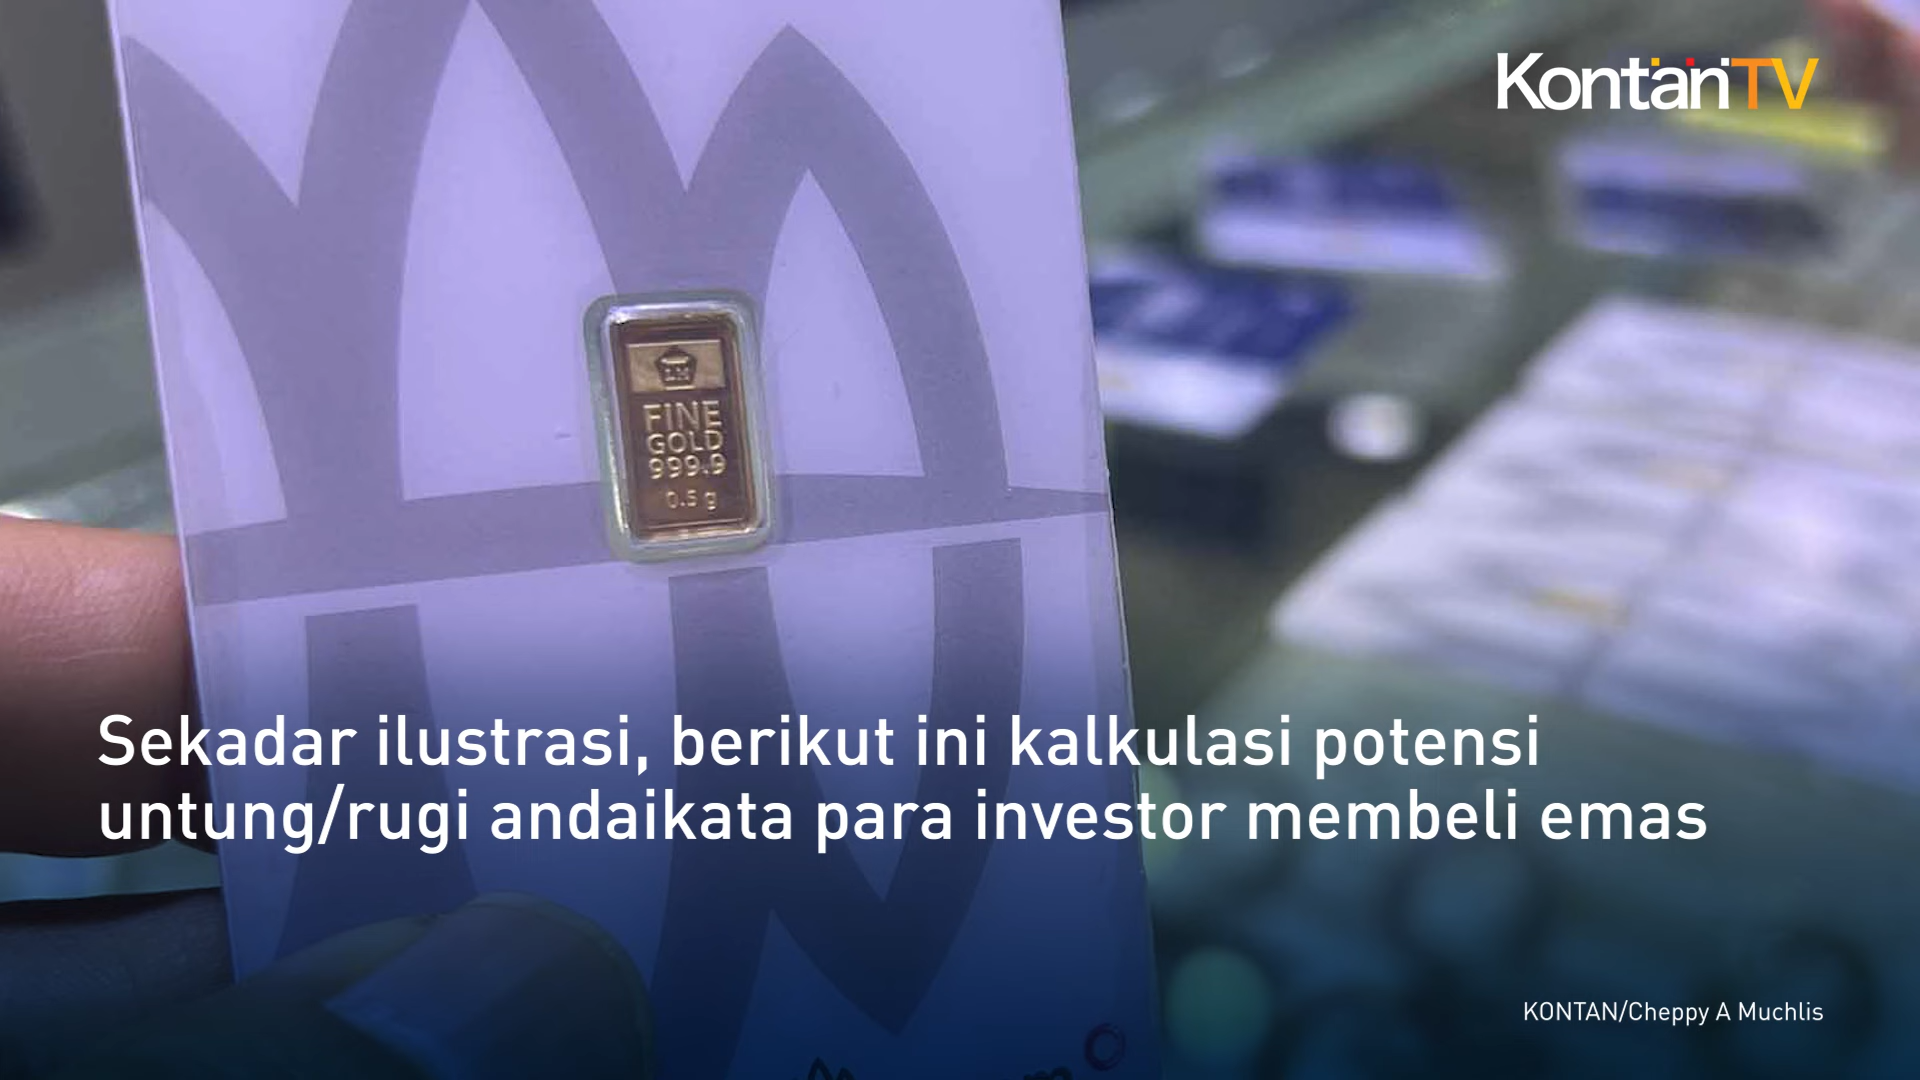 KontanTV
LM
FINE
GOLD
999.9
0.5 g
Sekadar ilustrasi, berikut ini kalkulasi potensi
untung/rugi andaikata para investor membeli emas
KONTAN/Cheppy A Muchlis